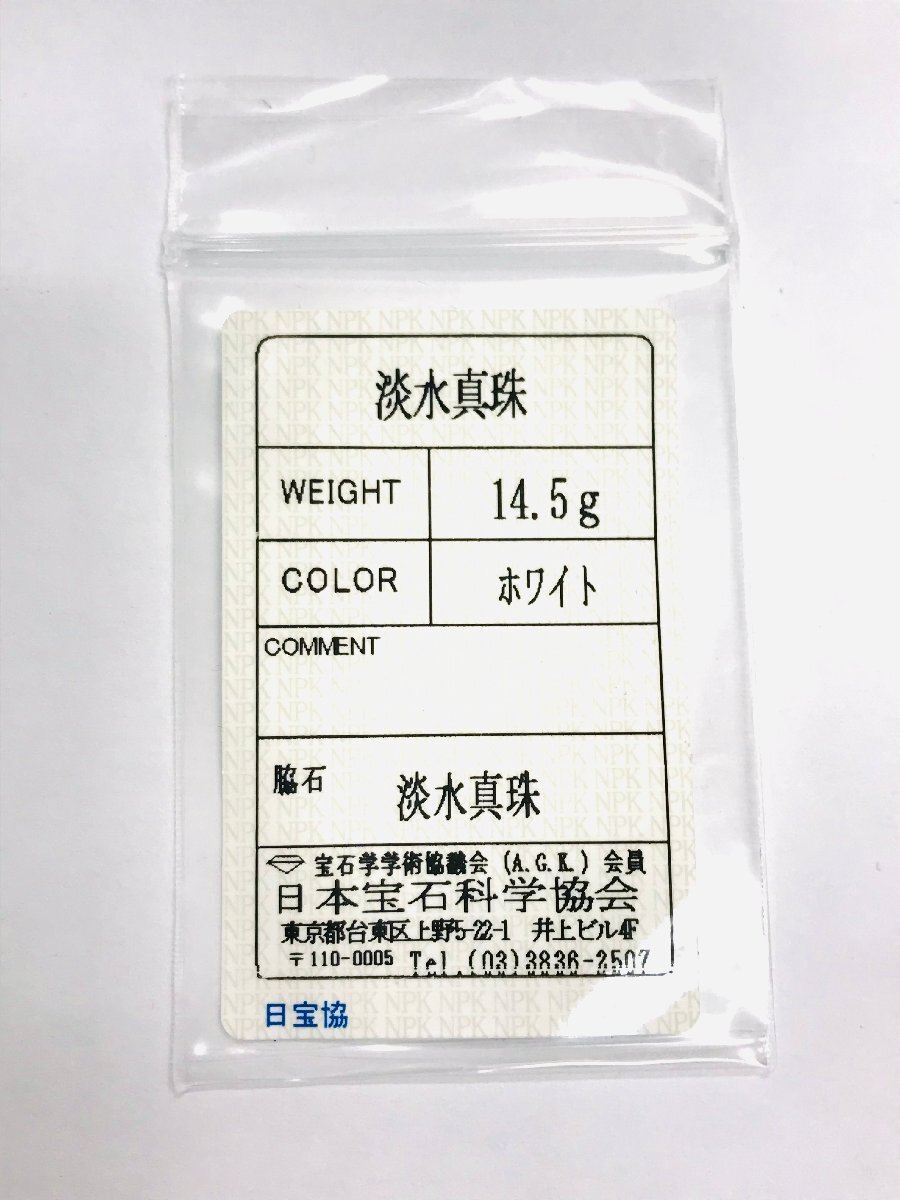 淡水真珠
WEIGHT 14.5g
COLOR ホワイト
COMMENT
脇石 淡水真珠
宝石学学術協議会 (A.G.K.) 会員
日本宝石科学協会
東京都台東区上野5-22-1 井上ビル4F
〒110-0005 Tel.(03)3836-2507
日宝協